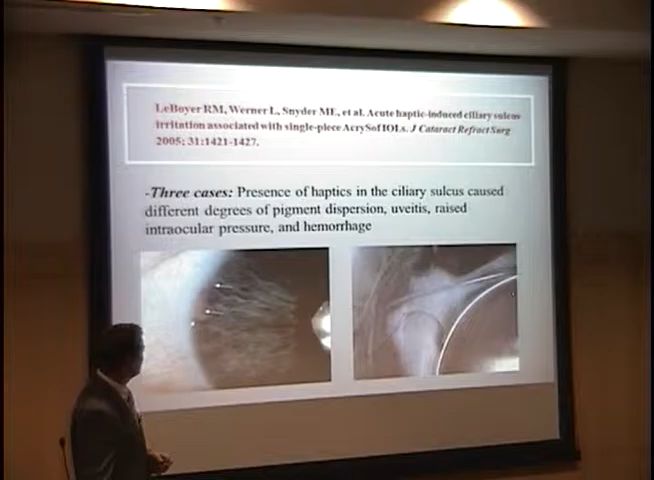 LeBoyer RM, Werner L, Snyder ME, et al. Acute haptic-induced ciliary sulcus
irritation associated with single-piece AcrySof IOLs. J Cataract Refract Surg
2005; 31:1421-1427.
-Three cases: Presence of haptics in the ciliary sulcus caused
different degrees of pigment dispersion, uveitis, raised
intraocular pressure, and hemorrhage